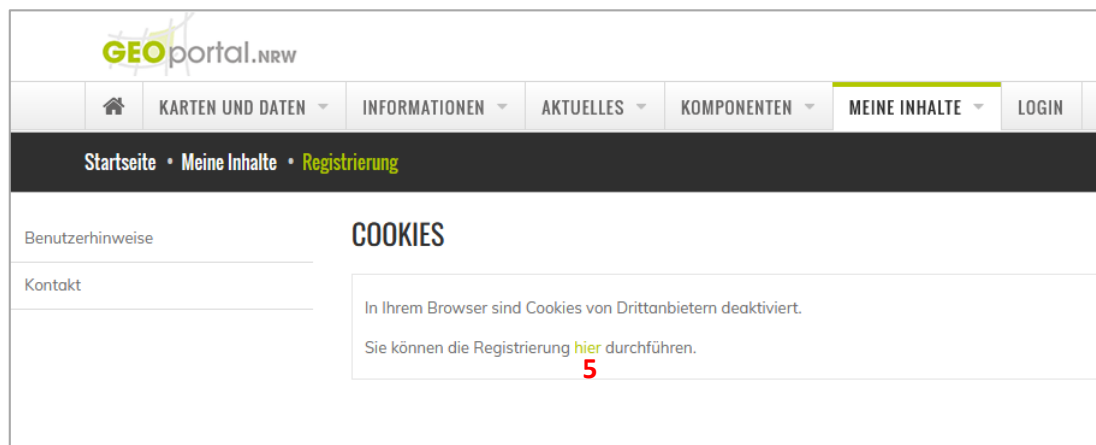 GEOportal.NRW
KARTEN UND DATEN INFORMATIONEN AKTUELLES KOMPONENTEN MEINE INHALTE LOGIN
Startseite • Meine Inhalte • Registrierung
Benutzerhinweise
Kontakt
COOKIES
In Ihrem Browser sind Cookies von Drittanbietern deaktiviert.
Sie können die Registrierung hier durchführen.
5